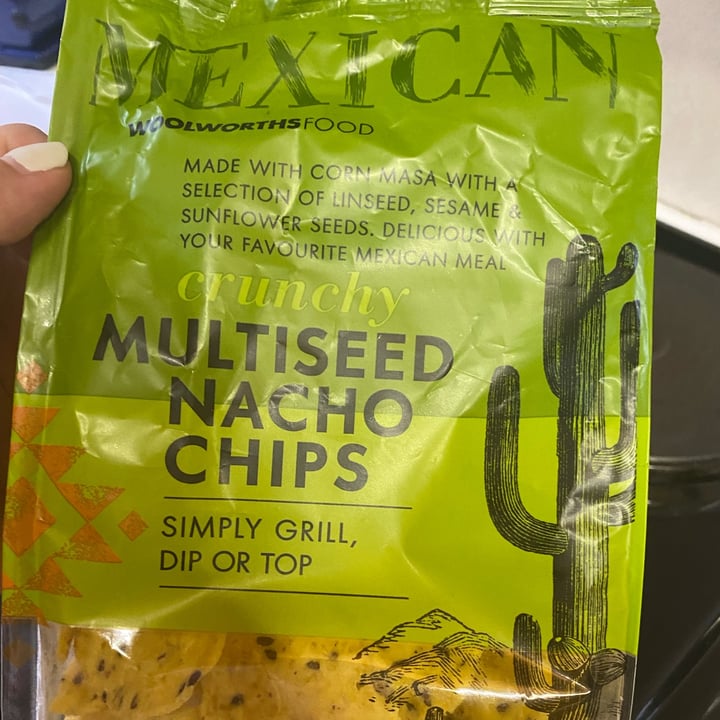 MEXICAN
WOOLWORTHSFOOD
MADE WITH CORN MASA WITH A
SELECTION OF LINSEED, SESAME &
SUNFLOWER SEEDS. DELICIOUS WITH
YOUR FAVOURITE MEXICAN MEAL
crunchy
MULTISEED
NACHO
CHIPS
SIMPLY GRILL,
DIP OR TOP